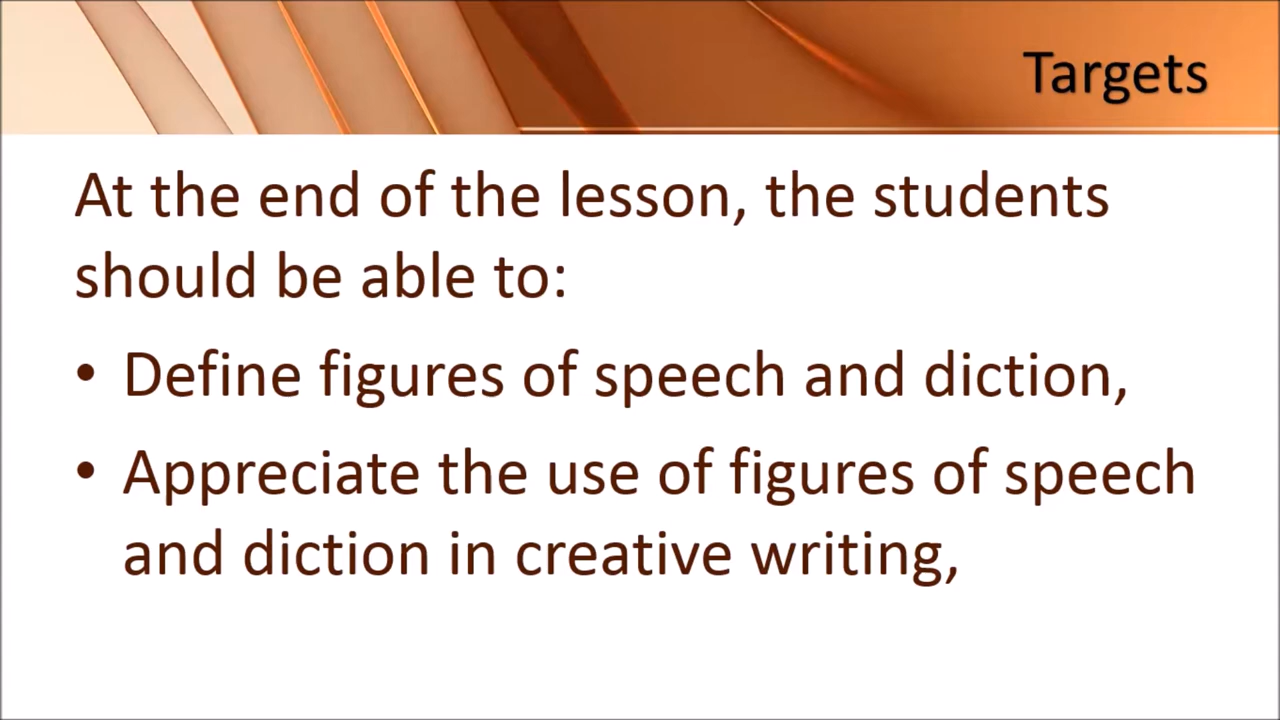 Targets
At the end of the lesson, the students
should be able to:
• Define figures of speech and diction,
• Appreciate the use of figures of speech
and diction in creative writing,